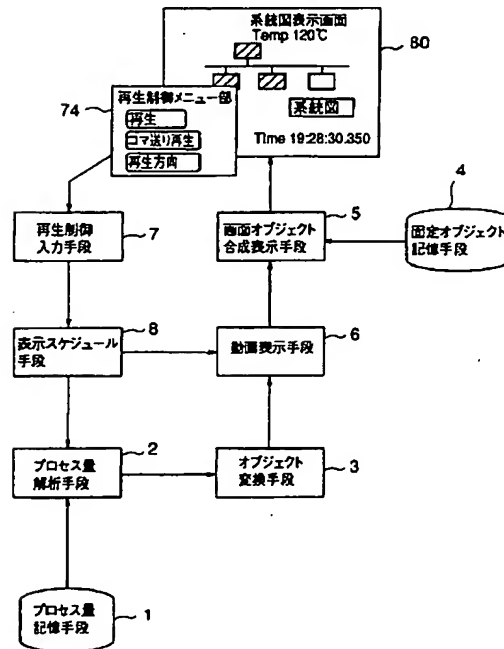 系統図表示画面
Temp 120℃
80
系統図
Time 19:28:30.350
74
再生制御メニュー部
再生
コマ送り再生
再生方向
再生制御
入力手段
7
画面オブジェクト
合成表示手段
5
固定オブジェクト
記憶手段
4
表示スケジュール
手段
8
動画表示手段
6
プロセス量
解析手段
2
オブジェクト
変換手段
3
プロセス量
記憶手段
1